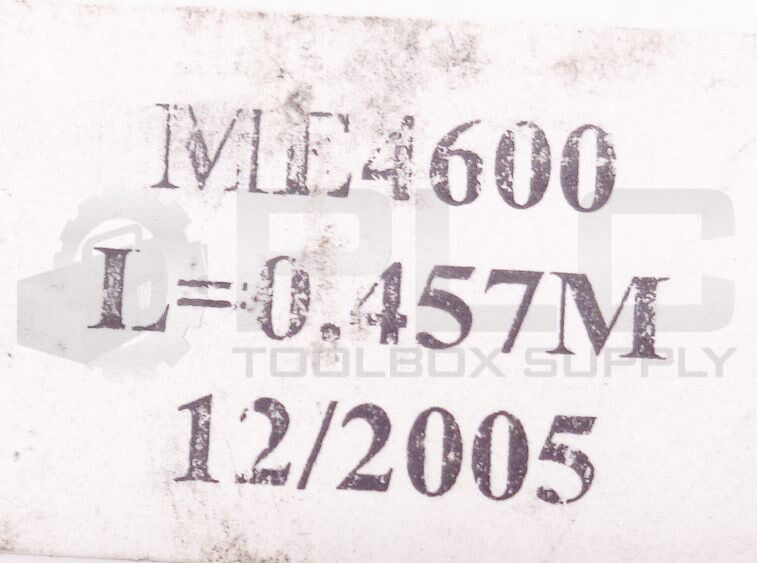 ME4600
L=0.457M
12/2005
PLC
TOOLBOX SUPPLY